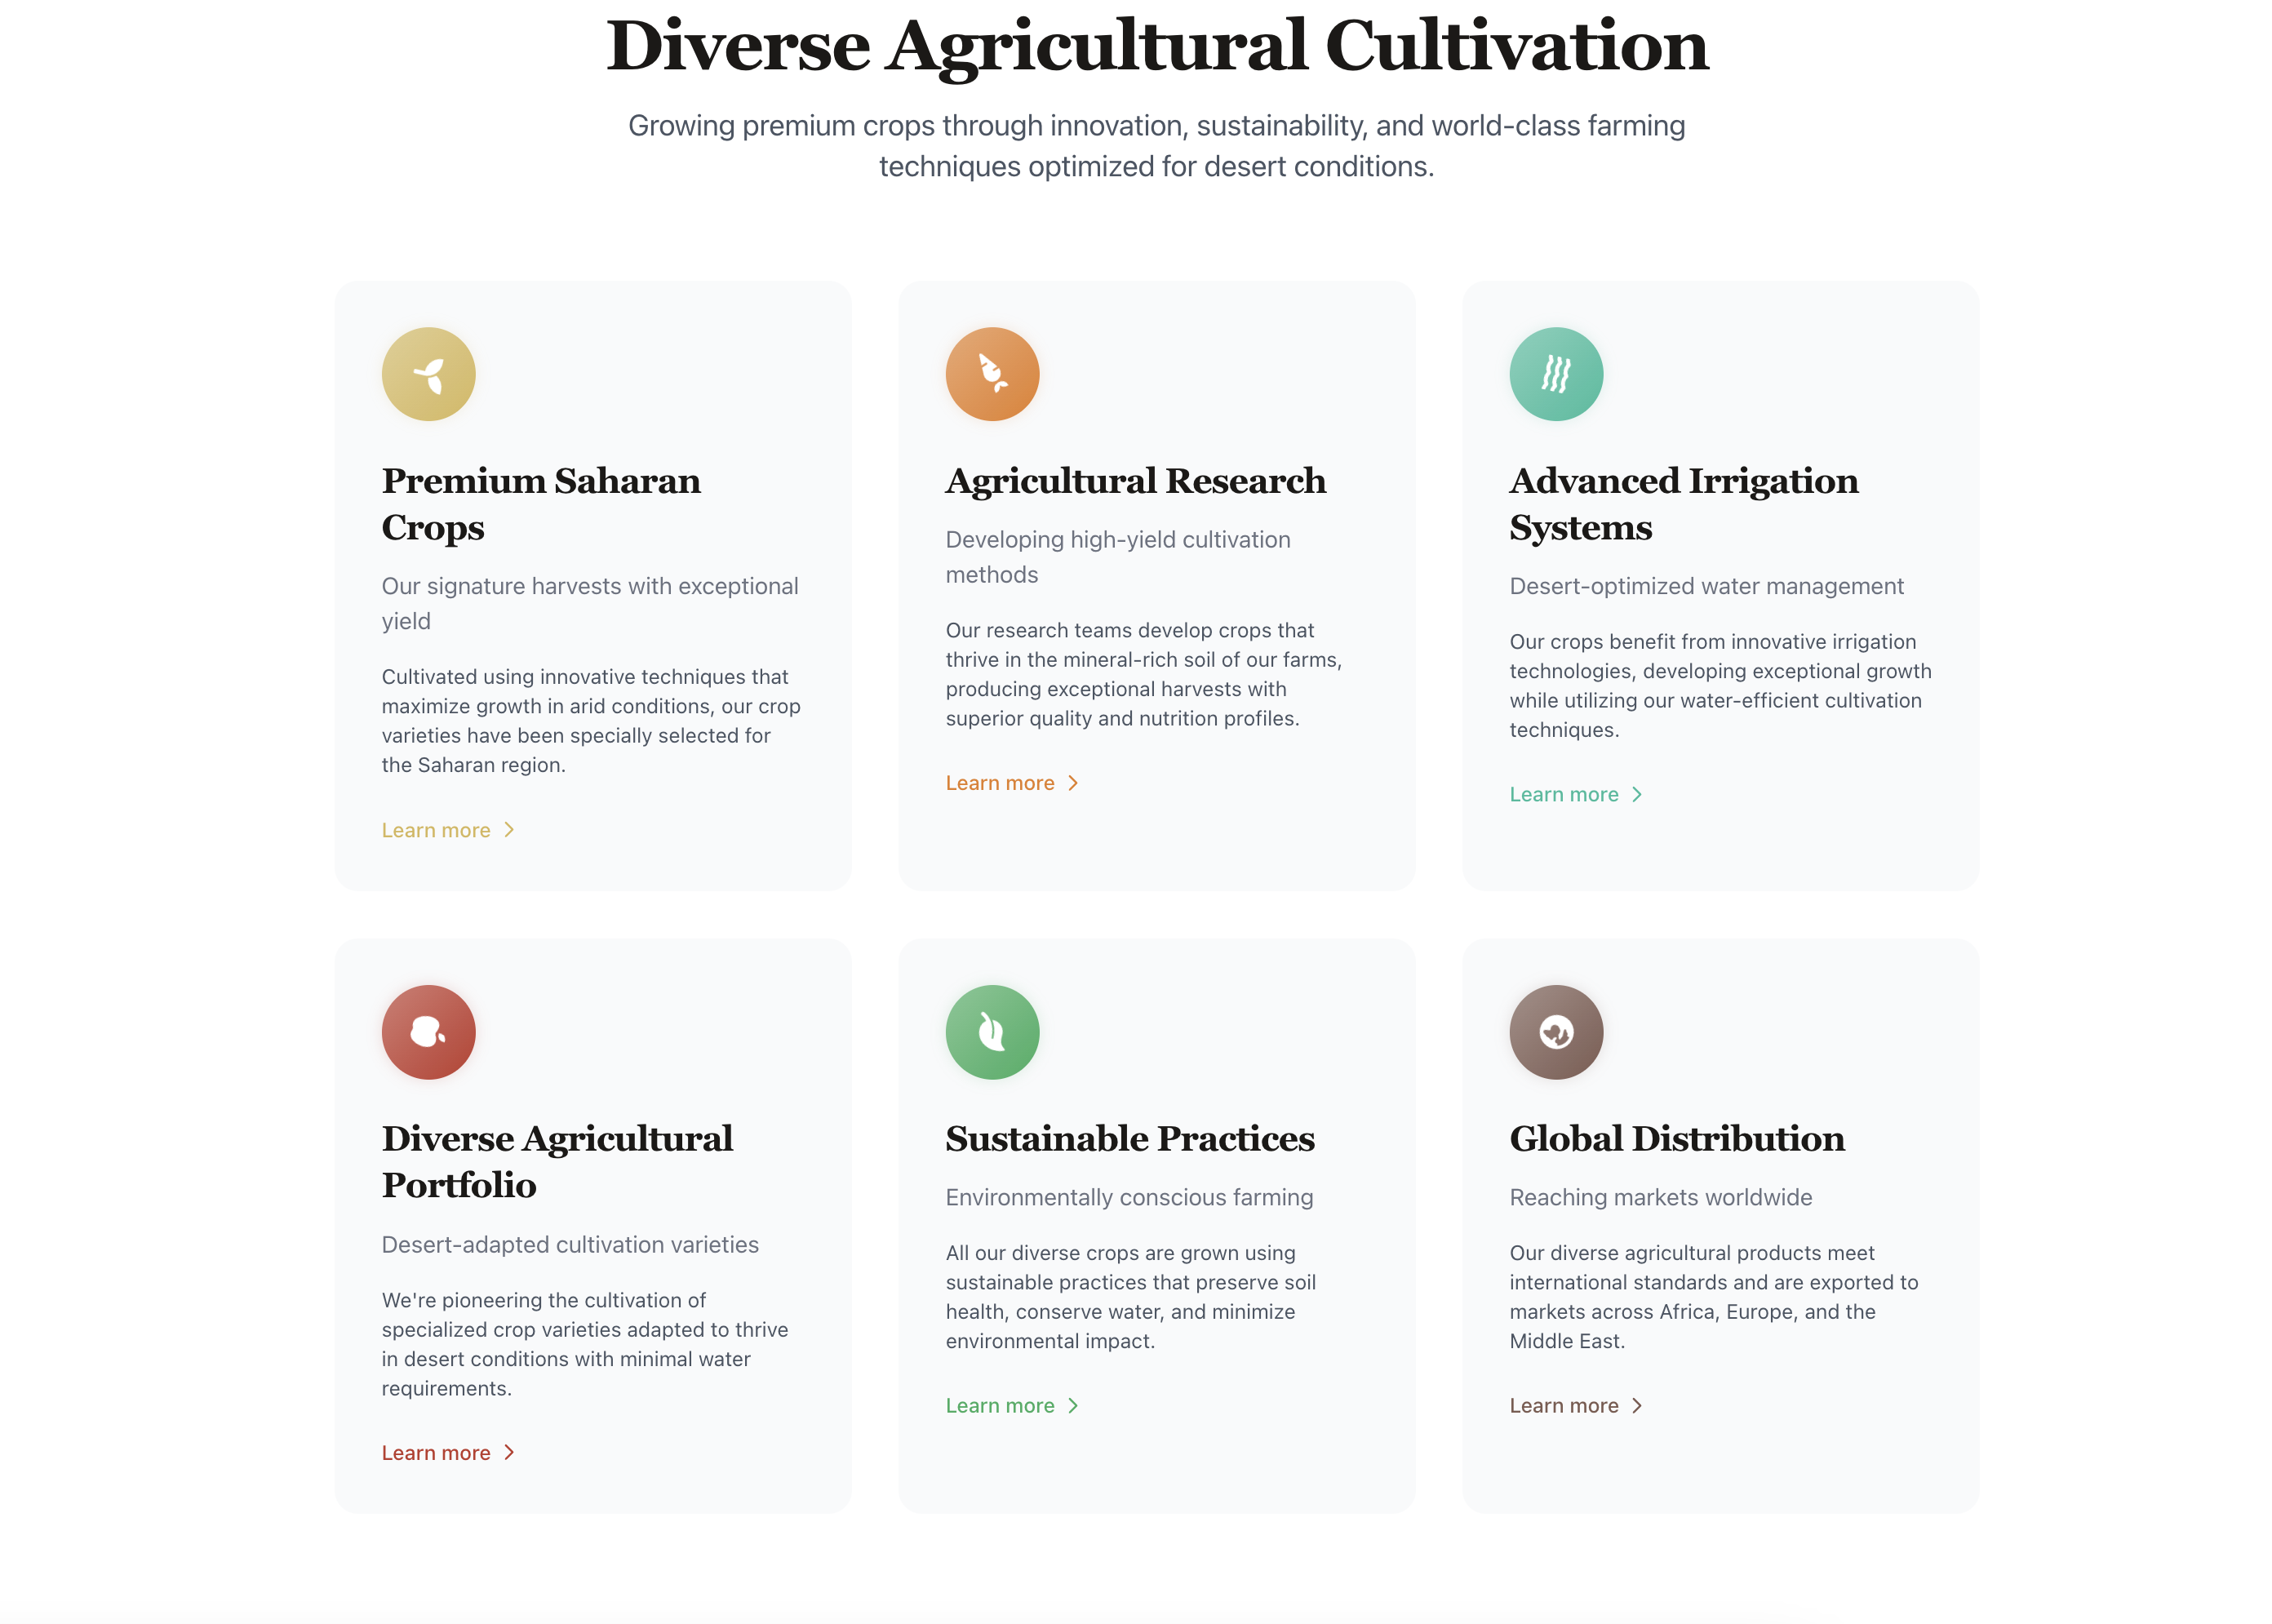 Diverse Agricultural Cultivation
Growing premium crops through innovation, sustainability, and world-class farming
techniques optimized for desert conditions.
Premium Saharan
Crops
Our signature harvests with exceptional
yield
Cultivated using innovative techniques that
maximize growth in arid conditions, our crop
varieties have been specially selected for
the Saharan region.
Learn more
Agricultural Research
Developing high-yield cultivation
methods
Our research teams develop crops that
thrive in the mineral-rich soil of our farms,
producing exceptional harvests with
superior quality and nutrition profiles.
Learn more
Advanced Irrigation
Systems
Desert-optimized water management
Our crops benefit from innovative irrigation
technologies, developing exceptional growth
while utilizing our water-efficient cultivation
techniques.
Learn more
Diverse Agricultural
Portfolio
Desert-adapted cultivation varieties
We're pioneering the cultivation of
specialized crop varieties adapted to thrive
in desert conditions with minimal water
requirements.
Learn more
Sustainable Practices
Environmentally conscious farming
All our diverse crops are grown using
sustainable practices that preserve soil
health, conserve water, and minimize
environmental impact.
Learn more
Global Distribution
Reaching markets worldwide
Our diverse agricultural products meet
international standards and are exported to
markets across Africa, Europe, and the
Middle East.
Learn more